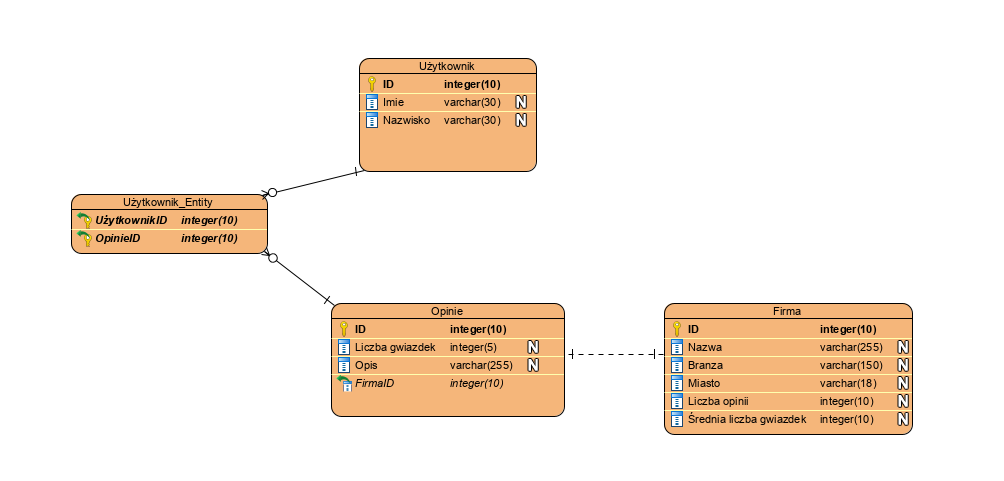 Użytkownik
ID integer(10)
Imie varchar(30) N
Nazwisko varchar(30) N
Użytkownik_Entity
UżytkownikID integer(10)
OpinieID integer(10)
Opinie
ID integer(10)
Liczba gwiazdek integer(5) N
Opis varchar(255) N
FirmaID integer(10)
Firma
ID integer(10)
Nazwa varchar(255) N
Branza varchar(150) N
Miasto varchar(18) N
Liczba opinii integer(10) N
Średnia liczba gwiazdek integer(10) N